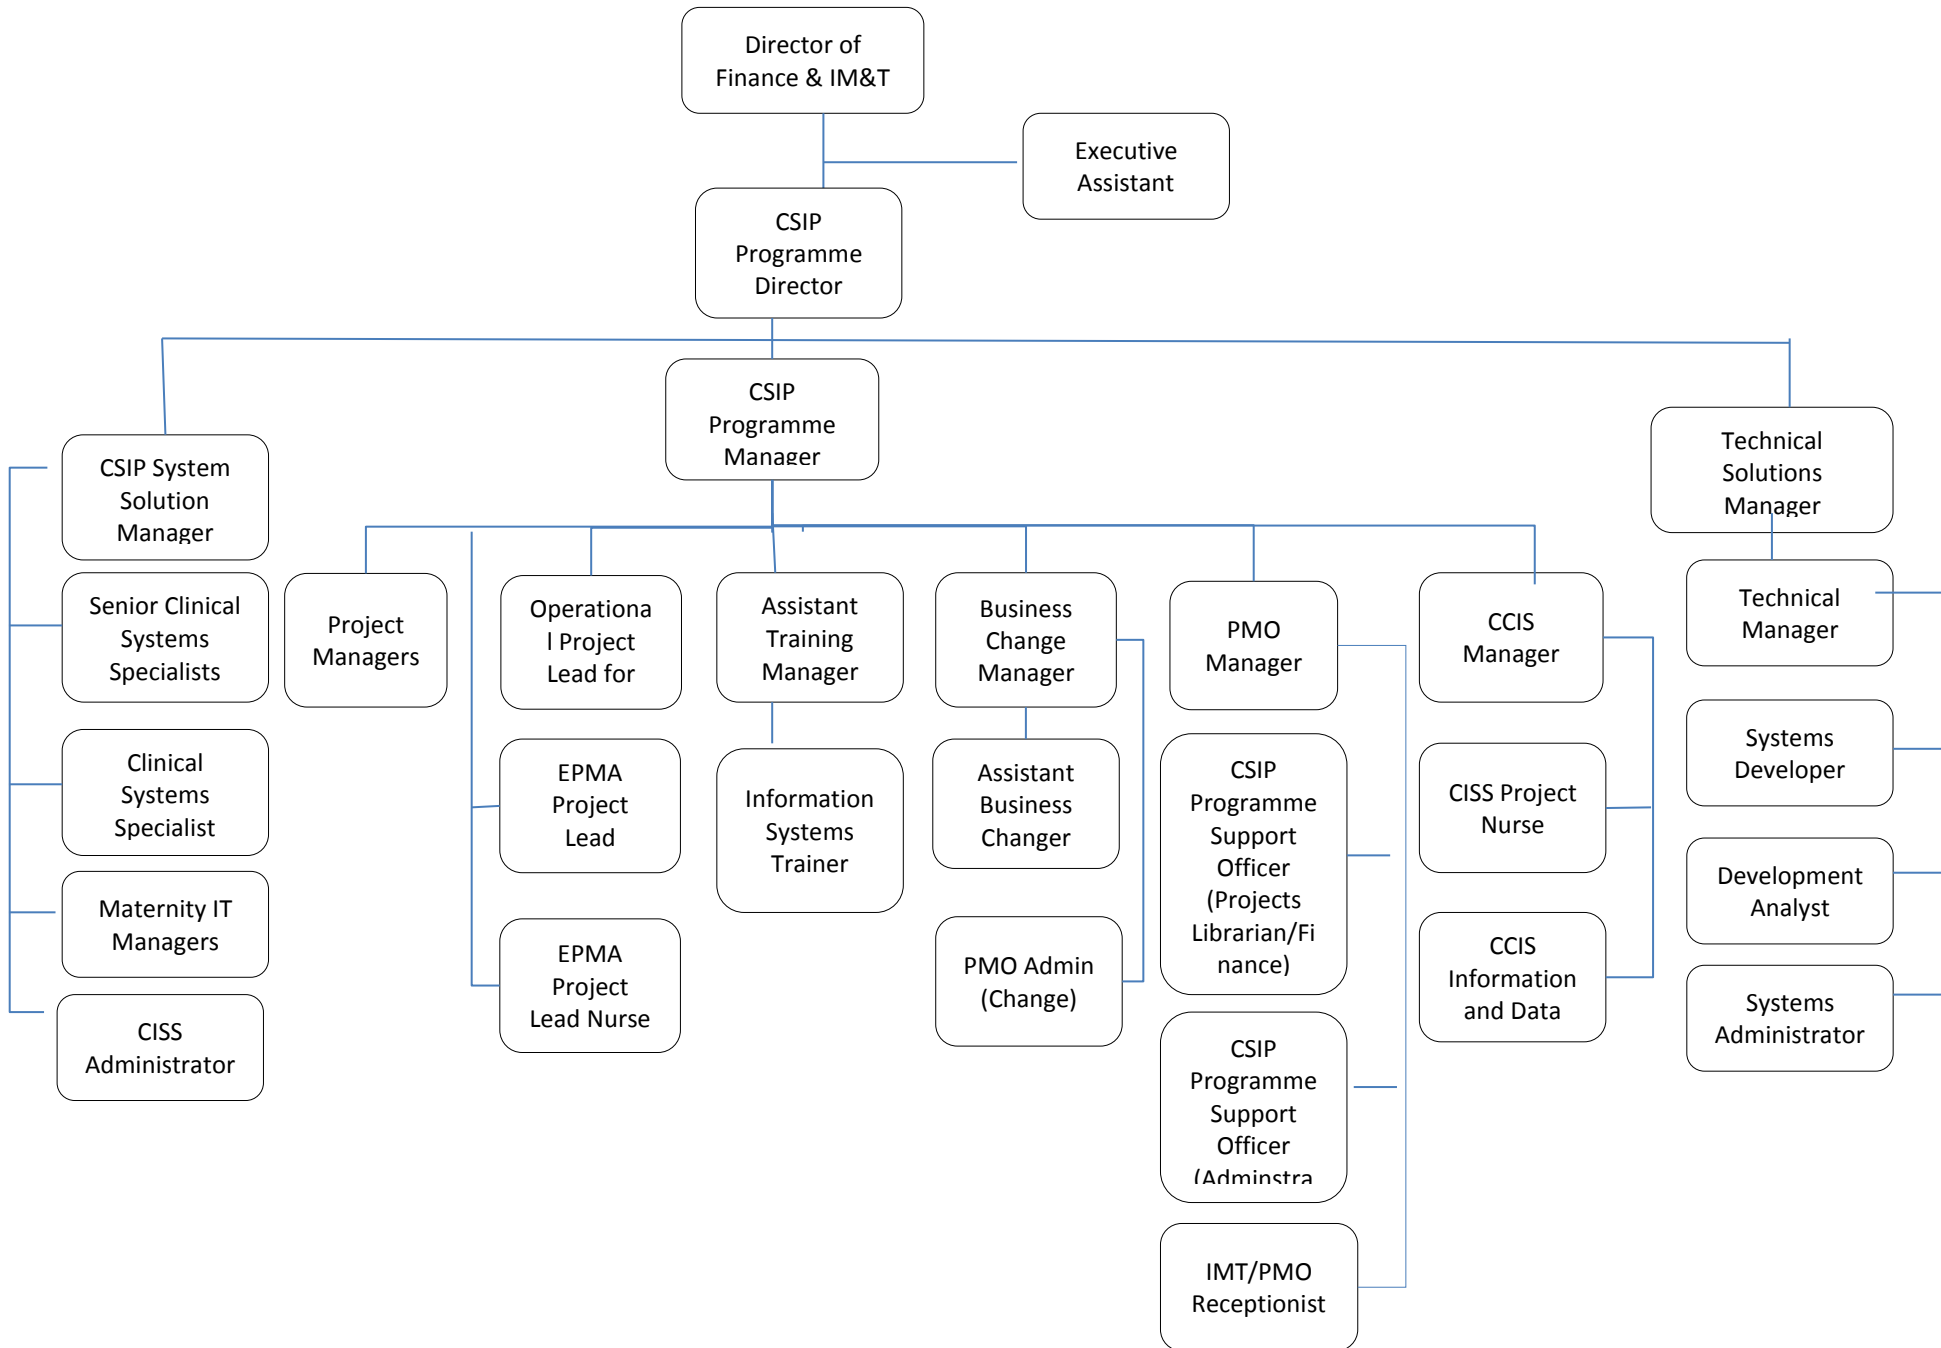 Director of
Finance & IM&T
Executive
Assistant
CSIP
Programme
Director
CSIP
Programme
Manager
CSIP System
Solution
Manager
Technical
Solutions
Manager
Senior Clinical
Systems
Specialists
Project
Managers
Operationa
l Project
Lead for
Assistant
Training
Manager
Business
Change
Manager
PMO
Manager
CCIS
Manager
Technical
Manager
Clinical
Systems
Specialist
EPMA
Project
Lead
Information
Systems
Trainer
Assistant
Business
Changer
CSIP
Programme
Support
Officer
(Projects
Librarian/Fi
nance)
CISS Project
Nurse
Systems
Developer
Maternity IT
Managers
EPMA
Project
Lead Nurse
PMO Admin
(Change)
CCIS
Information
and Data
Development
Analyst
CISS
Administrator
CSIP
Programme
Support
Officer
(Adminstra
Systems
Administrator
IMT/PMO
Receptionist